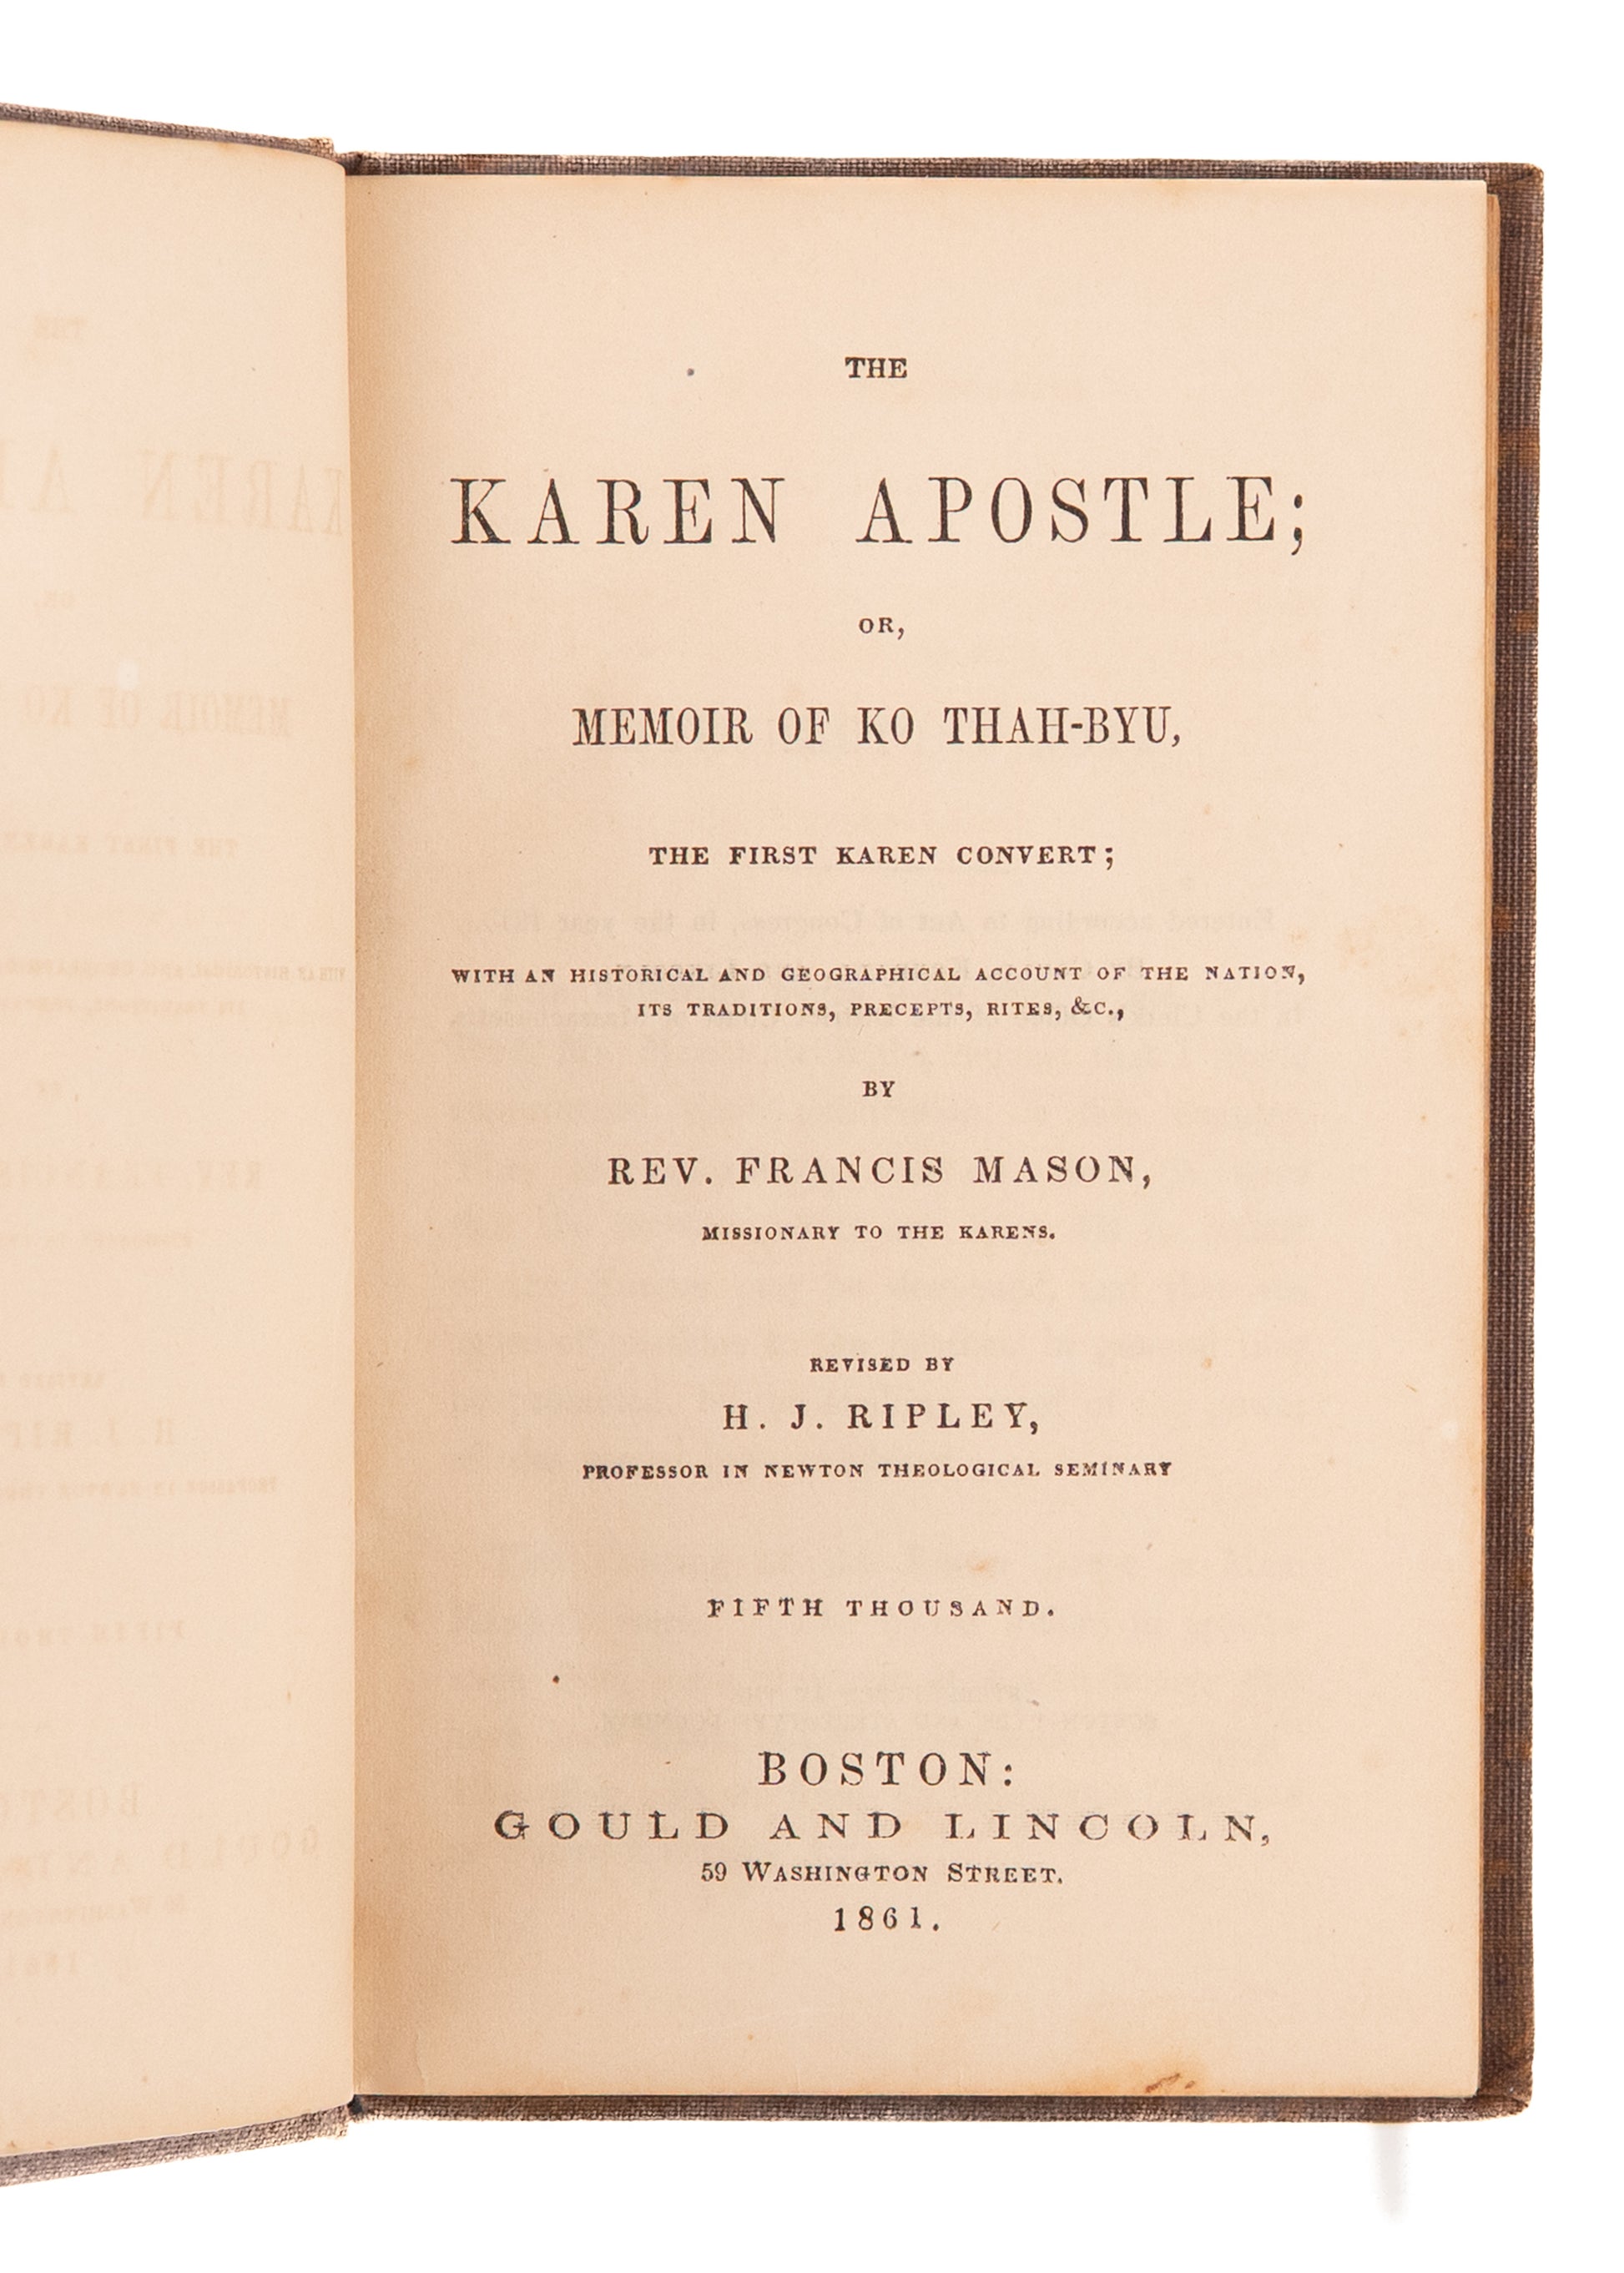 THE
KAREN APOSTLE;
OR,
MEMOIR OF KO THAH-BYU,
THE FIRST KAREN CONVERT;
WITH AN HISTORICAL AND GEOGRAPHICAL ACCOUNT OF THE NATION,
ITS TRADITIONS, PRECEPTS, RITES, &C.,
BY
REV. FRANCIS MASON,
MISSIONARY TO THE KARENS.
REVISED BY
H. J. RIPLEY,
PROFESSOR IN NEWTON THEOLOGICAL SEMINARY
FIFTH THOUSAND.
BOSTON:
GOULD AND LINCOLN,
59 WASHINGTON STREET.
1861.